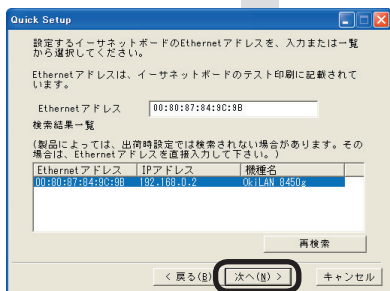 Quick Setup
設定するイーサネットボードのEthernetアドレスを、入力または一覧
から選択してください。
Ethernetアドレスは、イーサネットボードのテスト印刷に記載されて
います。
Ethernetアドレス 00:80:87:84:9C:9B
検索結果一覧
(製品によっては、出荷時設定では検索されない場合があります。その
場合は、Ethernetアドレスを直接入力して下さい。)
Ethernetアドレス IPアドレス 機種名
00:80:87:84:9C:9B 192.168.0.2 OkiLAN 8450g
再検索
< 戻る(B) 次へ(N) > キャンセル